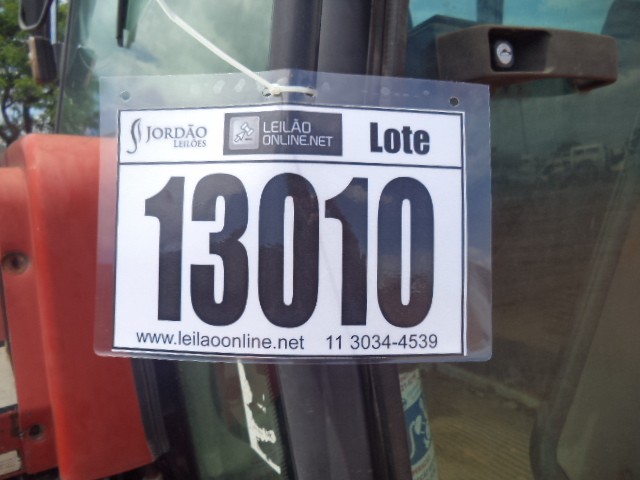 JORDÃO
LEILÕES
LEILÃO
ONLINE.NET
Lote
13010
www.leilaoonline.net 11 3034-4539